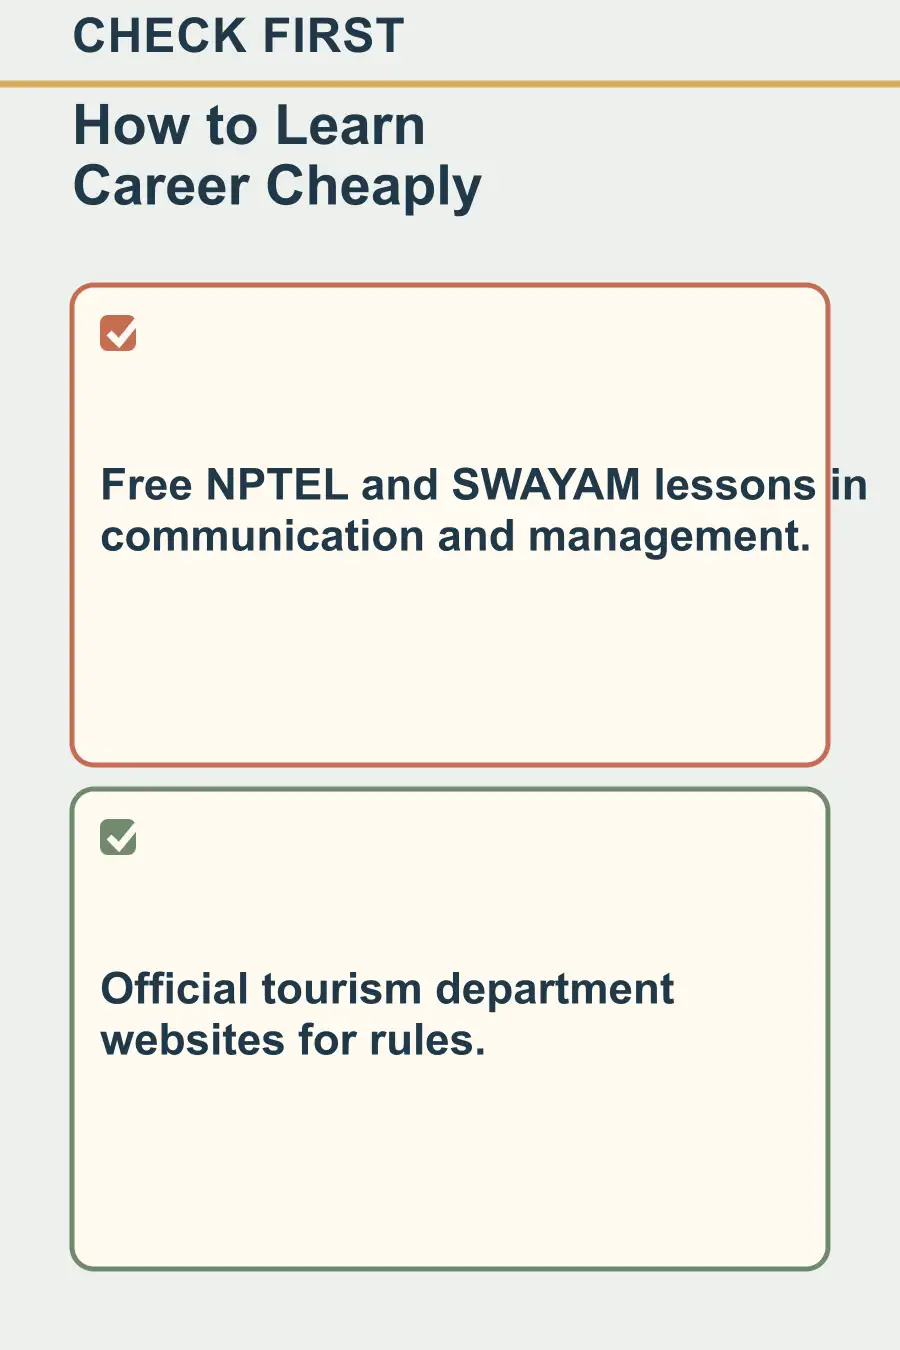 CHECK FIRST
How to Learn
Career Cheaply
Free NPTEL and SWAYAM lessons in
communication and management.
Official tourism department
websites for rules.